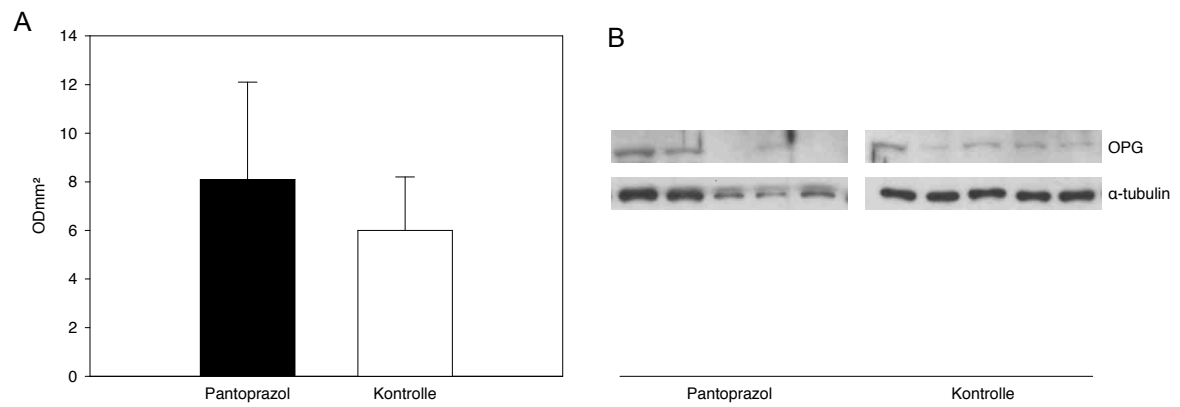 A
14
12
10
8
6
4
2
0
ODmm²
Pantoprazol Kontrolle
B
OPG
α-tubulin
Pantoprazol Kontrolle